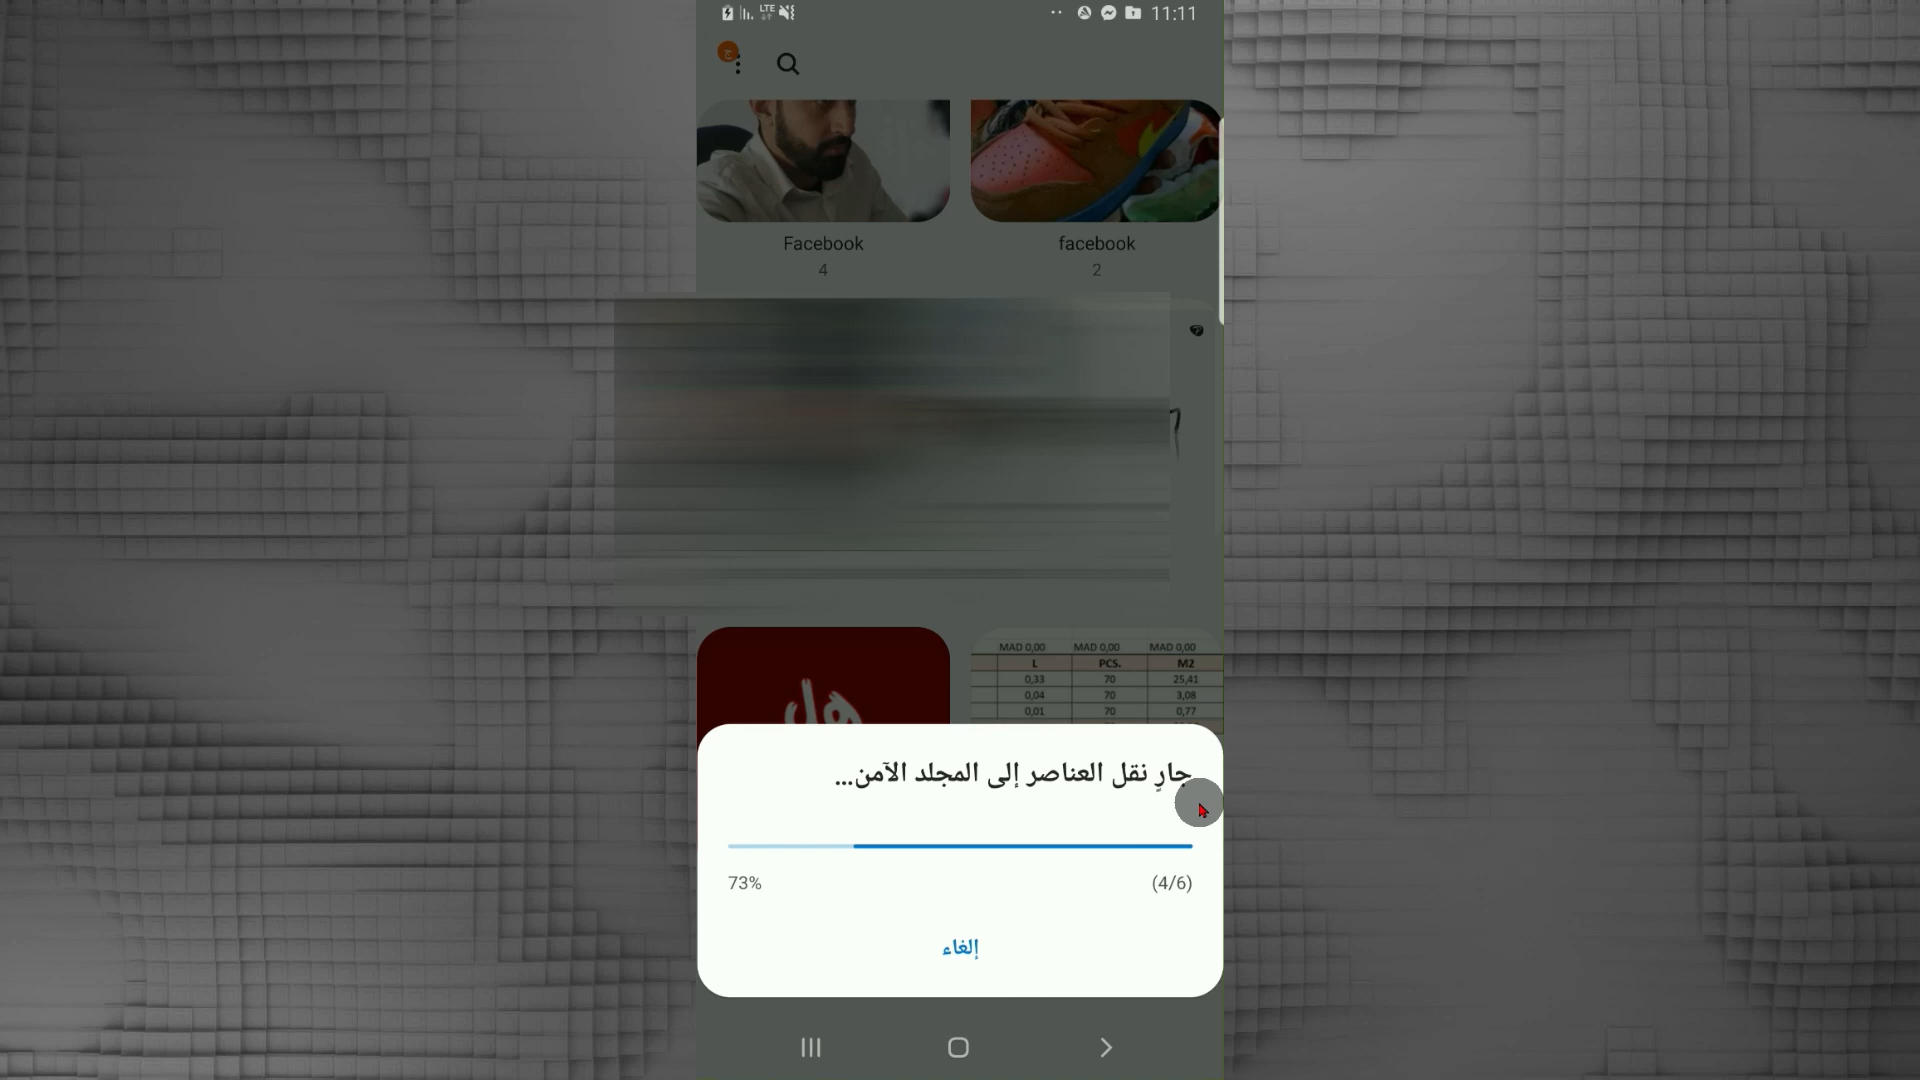 LTE
11:11
ج
Facebook
facebook
4
2
هل
MAD 0,00 MAD 0,00 MAD 0,00
L PCS. M2
0,33 70 25,41
0,04 70 3,08
0,01 70 0,77
جارٍ نقل العناصر إلى المجلد الآمن...
73% (4/6)
إلغاء